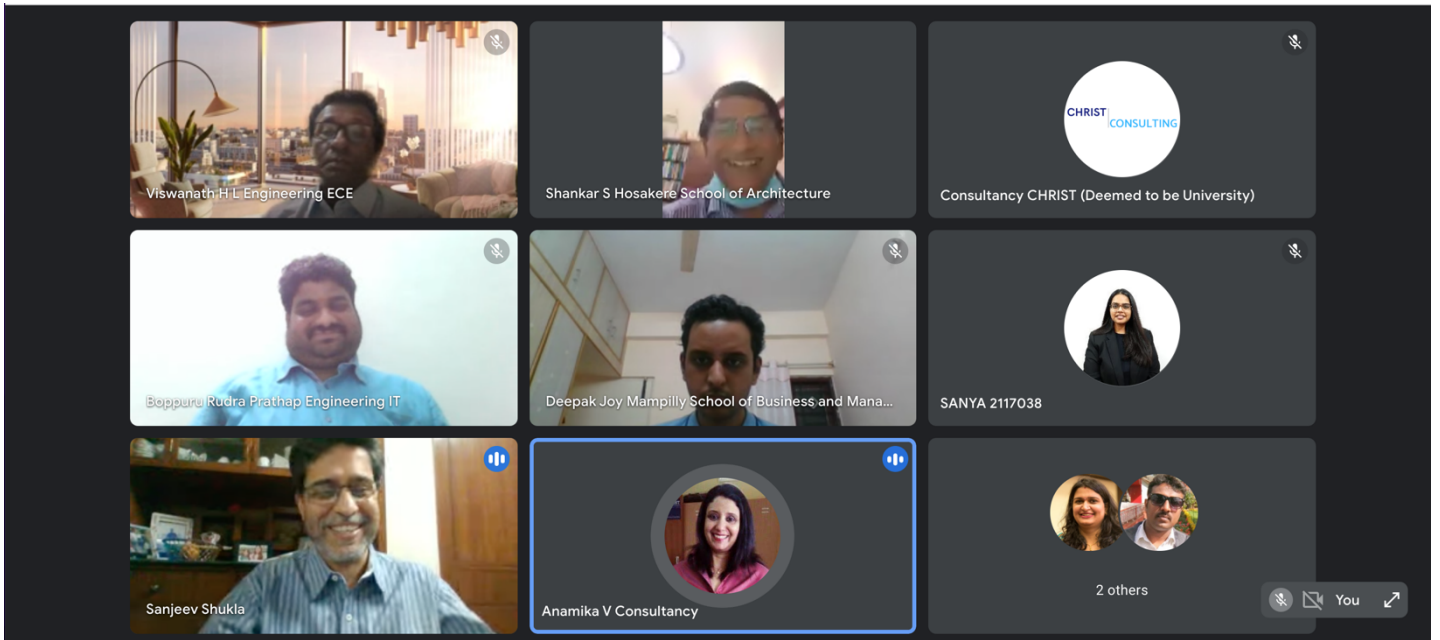 Viswanath H L Engineering ECE
Shankar S Hosakere School of Architecture
CHRIST
CONSULTING
Consultancy CHRIST (Deemed to be University)
Boppuru Rudra Prathap Engineering IT
Deepak Joy Mampilly School of Business and Mana...
SANYA 2117038
Sanjeev Shukla
Anamika V Consultancy
2 others
You